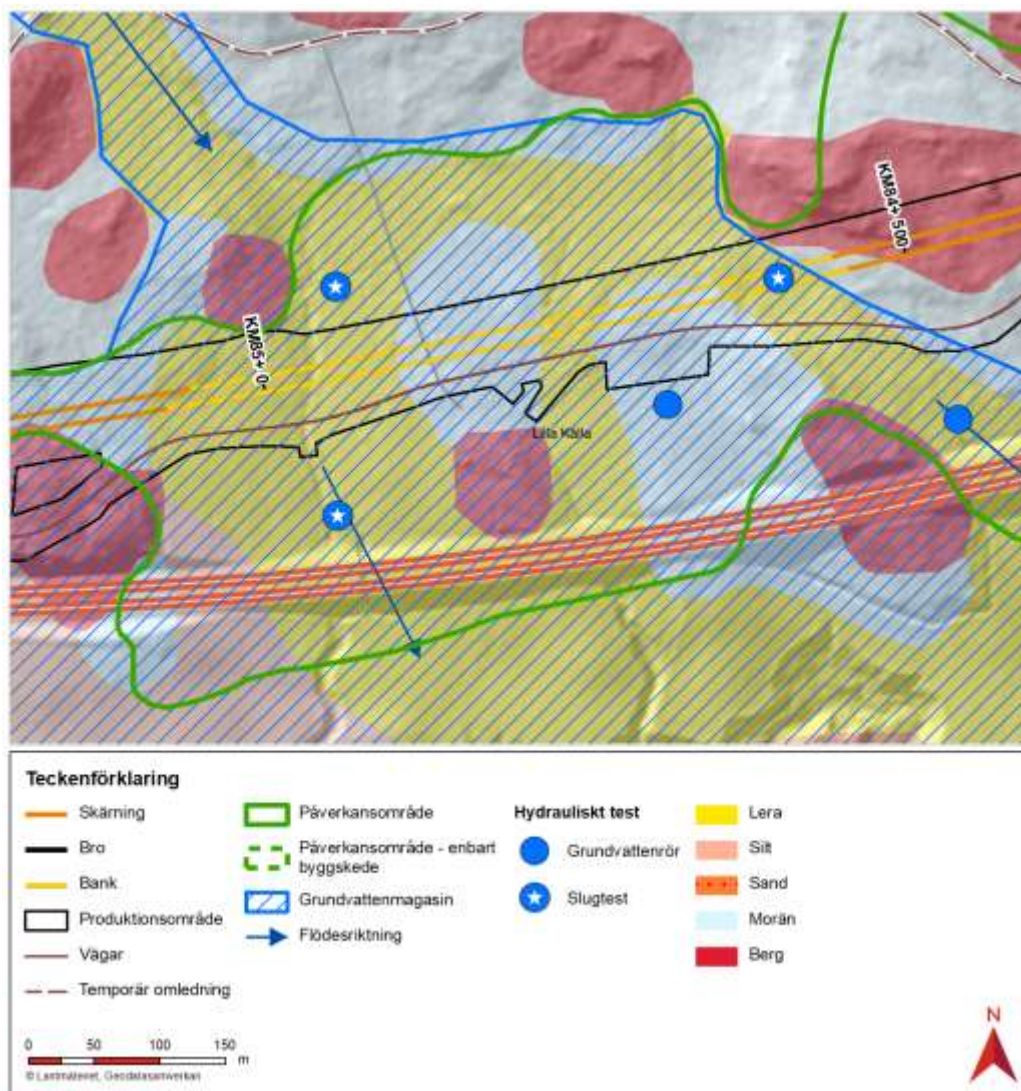 KM84+ 500
KM85+ 0
Lilla Källa
Teckenförklaring
Skärning
Bro
Bank
Produktionsområde
Vägar
Temporär omledning
Påverkansområde
Påverkansområde - enbart
byggskede
Grundvattenmagasin
Flödesriktning
Hydrauliskt test
Grundvattenrör
Slugtest
Lera
Silt
Sand
Morän
Berg
0 50 100 150
m
© Lantmäteriet, Geodatasamverkan
N